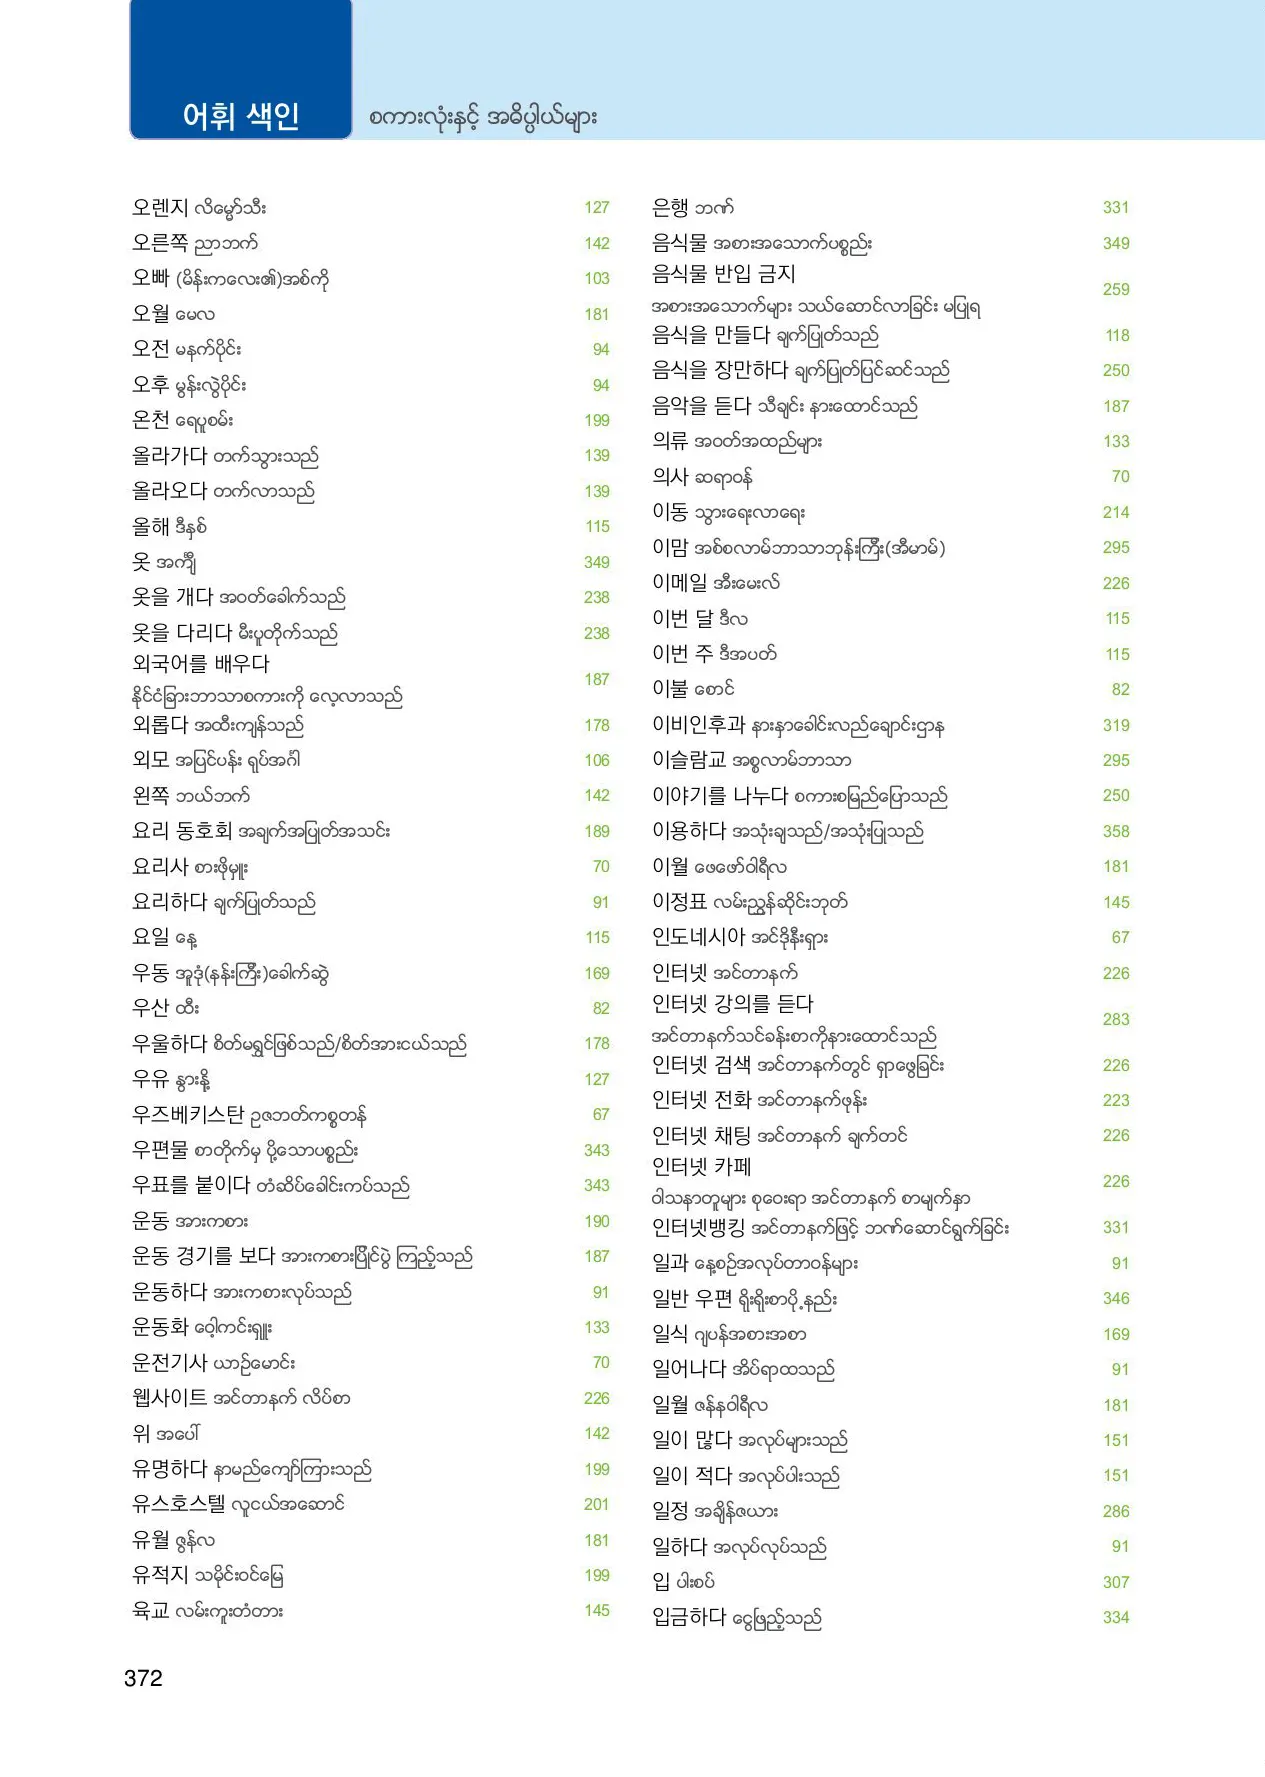 어휘 색인 စကားလုံးနှင့် အဓိပ္ပါယ်များ
오렌지 လိမ္မော်သီး 127
오른쪽 ညာဘက် 142
오빠 (မိန်းကလေး၏)အစ်ကို 103
오월 မေလ 181
오전 မနက်ပိုင်း 94
오후 မွန်းလွဲပိုင်း 94
온천 ရေပူစမ်း 199
올라가다 တက်သွားသည် 139
올라오다 တက်လာသည် 139
올해 ဒီနှစ် 115
옷 အင်္ကျီ 349
옷을 개다 အဝတ်ခေါက်သည် 238
옷을 다리다 မီးပူတိုက်သည် 238
외국어를 배우다
နိုင်ငံခြားဘာသာစကားကို လေ့လာသည် 187
외롭다 အထီးကျန်သည် 178
외모 အပြင်ပန်း ရုပ်အင်္ဂါ 106
왼쪽 ဘယ်ဘက် 142
요리 동호회 အချက်အပြုတ်အသင်း 189
요리사 စားဖိုမှူး 70
요리하다 ချက်ပြုတ်သည် 91
요일 နေ့ 115
우동 အူဒုံ(နန်းကြီး)ခေါက်ဆွဲ 169
우산 ထီး 82
우울하다 စိတ်မရွှင်ဖြစ်သည်/စိတ်အားငယ်သည် 178
우유 နွားနို့ 127
우즈베키스탄 ဥဇဘတ်ကစ္စတန် 67
우편물 စာတိုက်မှ ပို့သောပစ္စည်း 343
우표를 붙이다 တံဆိပ်ခေါင်းကပ်သည် 343
운동 အားကစား 190
운동 경기를 보다 အားကစားပြိုင်ပွဲ ကြည့်သည် 187
운동하다 အားကစားလုပ်သည် 91
운동화 ဝေါ့ကင်းရှူး 133
운전기사 ယာဉ်မောင်း 70
웹사이트 အင်တာနက် လိပ်စာ 226
위 အပေါ် 142
유명하다 နာမည်ကျော်ကြားသည် 199
유스호스텔 လူငယ်အဆောင် 201
유월 ဇွန်လ 181
유적지 သမိုင်းဝင်မြေ 199
육교 လမ်းကူးတံတား 145
은행 ဘဏ် 331
음식물 အစားအသောက်ပစ္စည်း 349
음식물 반입 금지
အစားအသောက်များ သယ်ဆောင်လာခြင်း မပြုရ 259
음식을 만들다 ချက်ပြုတ်သည် 118
음식을 장만하다 ချက်ပြုတ်ပြင်ဆင်သည် 250
음악을 듣다 သီချင်း နားထောင်သည် 187
의류 အဝတ်အထည်များ 133
의사 ဆရာဝန် 70
이동 သွားရေးလာရေး 214
이맘 အစ်စလာမ်ဘာသာဘုန်းကြီး(အီမာမ်) 295
이메일 အီးမေးလ် 226
이번 달 ဒီလ 115
이번 주 ဒီအပတ် 115
이불 စောင် 82
이비인후과 နားနှာခေါင်းလည်ချောင်းဌာန 319
이슬람교 အစ္စလာမ်ဘာသာ 295
이야기를 나누다 စကားစမြည်ပြောသည် 250
이용하다 အသုံးချသည်/အသုံးပြုသည် 358
이월 ဖေဖော်ဝါရီလ 181
이정표 လမ်းညွှန်ဆိုင်းဘုတ် 145
인도네시아 အင်ဒိုနီးရှား 67
인터넷 အင်တာနက် 226
인터넷 강의를 듣다
အင်တာနက်သင်ခန်းစာကိုနားထောင်သည် 283
인터넷 검색 အင်တာနက်တွင် ရှာဖွေခြင်း 226
인터넷 전화 အင်တာနက်ဖုန်း 223
인터넷 채팅 အင်တာနက် ချက်တင် 226
인터넷 카페
ဝါသနာတူများ စုဝေးရာ အင်တာနက် စာမျက်နှာ 226
인터넷뱅킹 အင်တာနက်ဖြင့် ဘဏ်ဆောင်ရွက်ခြင်း 331
일과 နေ့စဉ်အလုပ်တာဝန်များ 91
일반 우편 ရိုးရိုးစာပို့နည်း 346
일식 ဂျပန်အစားအစာ 169
일어나다 အိပ်ရာထသည် 91
일월 ဇန်နဝါရီလ 181
일이 많다 အလုပ်များသည် 151
일이 적다 အလုပ်ပါးသည် 151
일정 အချိန်ဇယား 286
일하다 အလုပ်လုပ်သည် 91
입 ပါးစပ် 307
입금하다 ငွေဖြည့်သည် 334
372